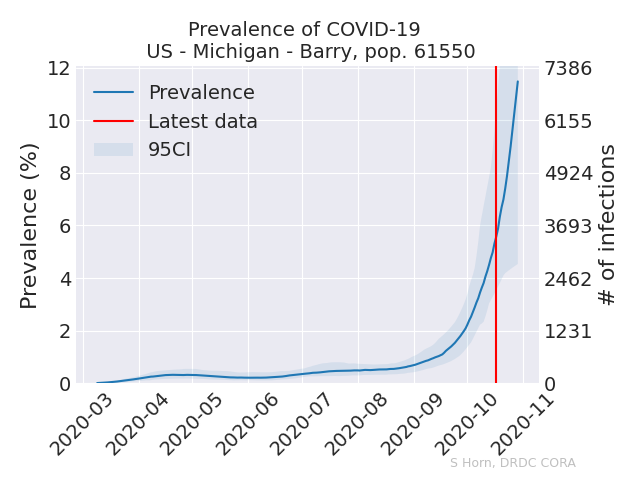 Prevalence of COVID-19
US - Michigan - Barry, pop. 61550
Prevalence
Latest data
95CI
Prevalence (%)
12
10
8
6
4
2
0
7386
6155
4924
3693
2462
1231
0
# of infections
2020-03
2020-04
2020-05
2020-06
2020-07
2020-08
2020-09
2020-10
2020-11
S Horn, DRDC CORA